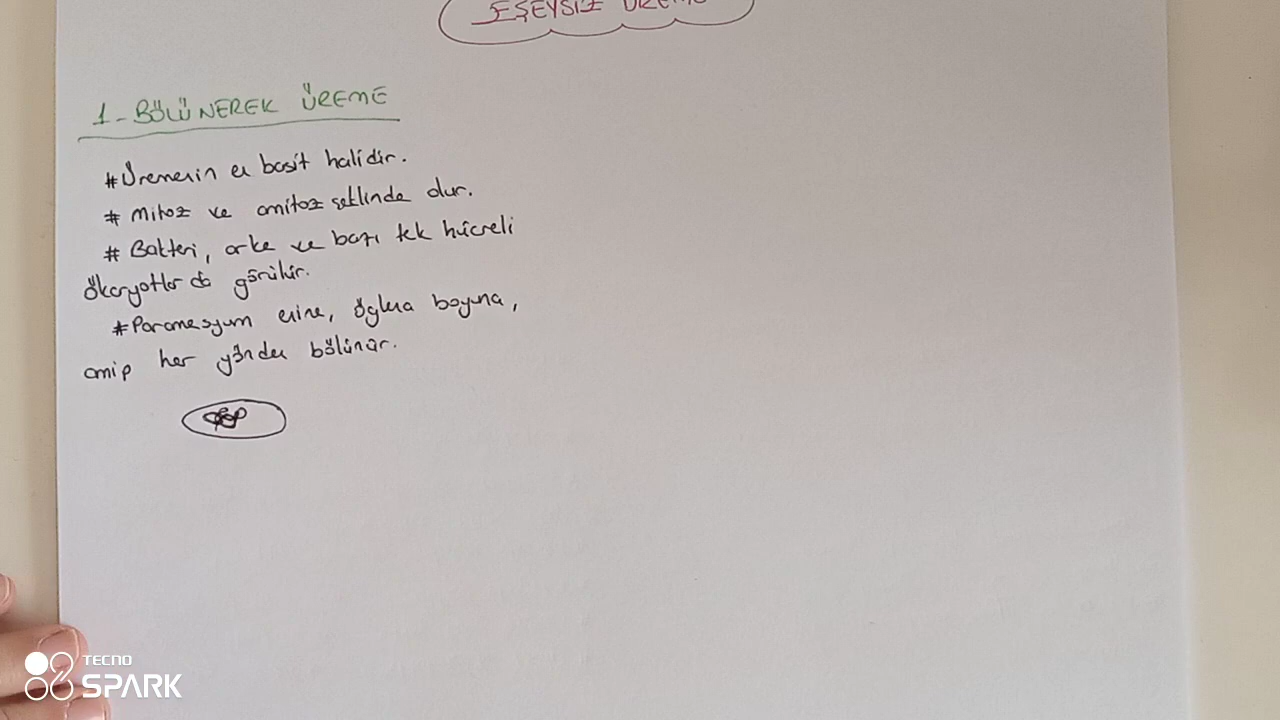 EŞEYSİZ ÜREME
1-BÖLÜNEREK ÜREME
#Üremenin en basit halidir.
# Mitoz ve amitoz şeklinde olur.
# Bakteri, arke ve bazı tek hücreli
ökaryotlarda görülür.
#Paramesyum enine, öglena boyuna,
amip her yönden bölünür.
TECNO
SPARK